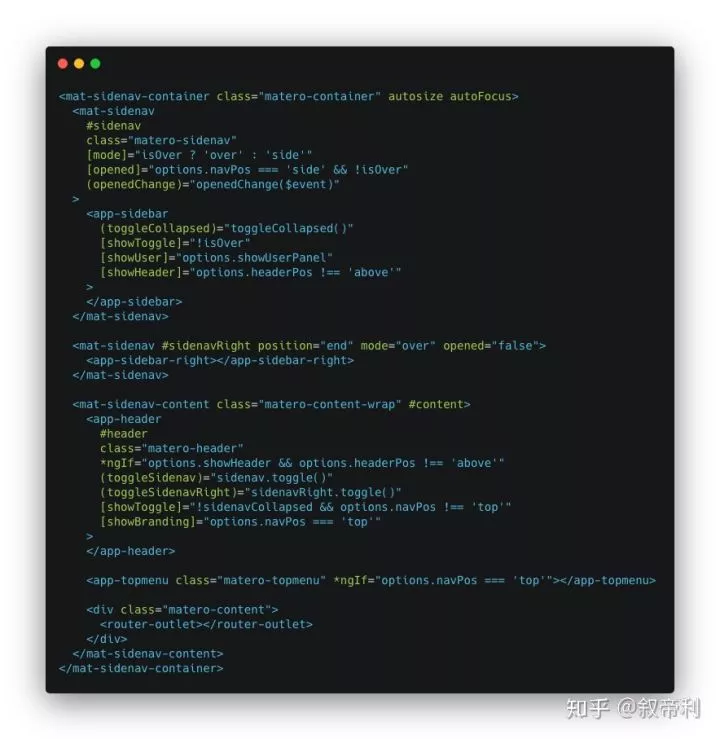 <mat-sidenav-container class="matero-container" autosize autoFocus>
  <mat-sidenav
    #sidenav
    class="matero-sidenav"
    [mode]="isOver ? 'over' : 'side'"
    [opened]="options.navPos === 'side' && !isOver"
    (openedChange)="openedChange($event)"
  >
    <app-sidebar
      (toggleCollapsed)="toggleCollapsed()"
      [showToggle]="!isOver"
      [showUser]="options.showUserPanel"
      [showHeader]="options.headerPos !== 'above'"
    >
    </app-sidebar>
  </mat-sidenav>

  <mat-sidenav #sidenavRight position="end" mode="over" opened="false">
    <app-sidebar-right></app-sidebar-right>
  </mat-sidenav>

  <mat-sidenav-content class="matero-content-wrap" #content>
    <app-header
      #header
      class="matero-header"
      *ngIf="options.showHeader && options.headerPos !== 'above'"
      (toggleSidenav)="sidenav.toggle()"
      (toggleSidenavRight)="sidenavRight.toggle()"
      [showToggle]="!sidenavCollapsed && options.navPos !== 'top'"
      [showBranding]="options.navPos === 'top'"
    >
    </app-header>

    <app-topmenu class="matero-topmenu" *ngIf="options.navPos === 'top'"></app-topmenu>

    <div class="matero-content">
      <router-outlet></router-outlet>
    </div>
  </mat-sidenav-content>
</mat-sidenav-container>
知乎 @叙帝利